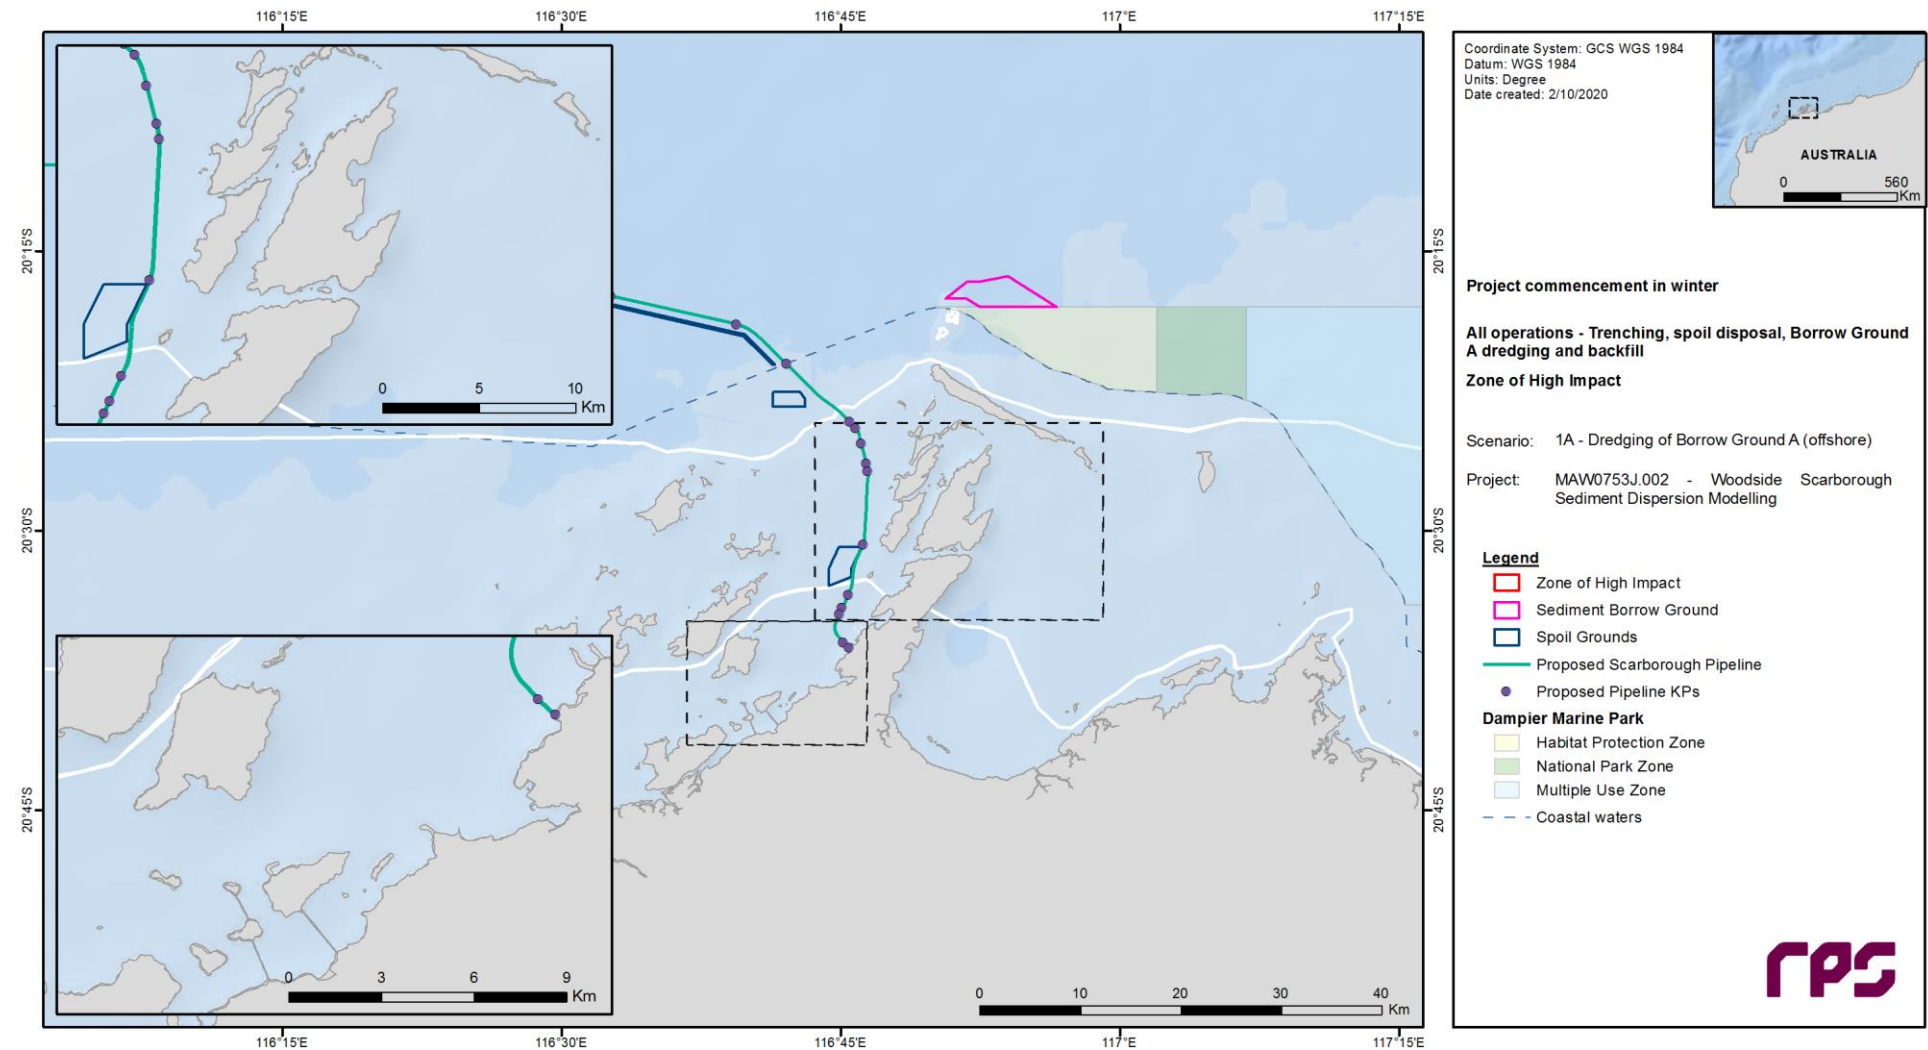 116°15'E 116°30'E 116°45'E 117°E 117°15'E
20°15'S 20°15'S
20°30'S 20°30'S
20°45'S 20°45'S
0 5 10
Km
0 3 6 9
Km
0 10 20 30 40
Km
116°15'E 116°30'E 116°45'E 117°E 117°15'E
Coordinate System: GCS WGS 1984
Datum: WGS 1984
Units: Degree
Date created: 2/10/2020
AUSTRALIA
0 560
Km
Project commencement in winter
All operations - Trenching, spoil disposal, Borrow Ground
A dredging and backfill
Zone of High Impact
Scenario: 1A - Dredging of Borrow Ground A (offshore)
Project: MAW0753J.002 - Woodside Scarborough
Sediment Dispersion Modelling
Legend
Zone of High Impact
Sediment Borrow Ground
Spoil Grounds
Proposed Scarborough Pipeline
Proposed Pipeline KPs
Dampier Marine Park
Habitat Protection Zone
National Park Zone
Multiple Use Zone
Coastal waters
rps